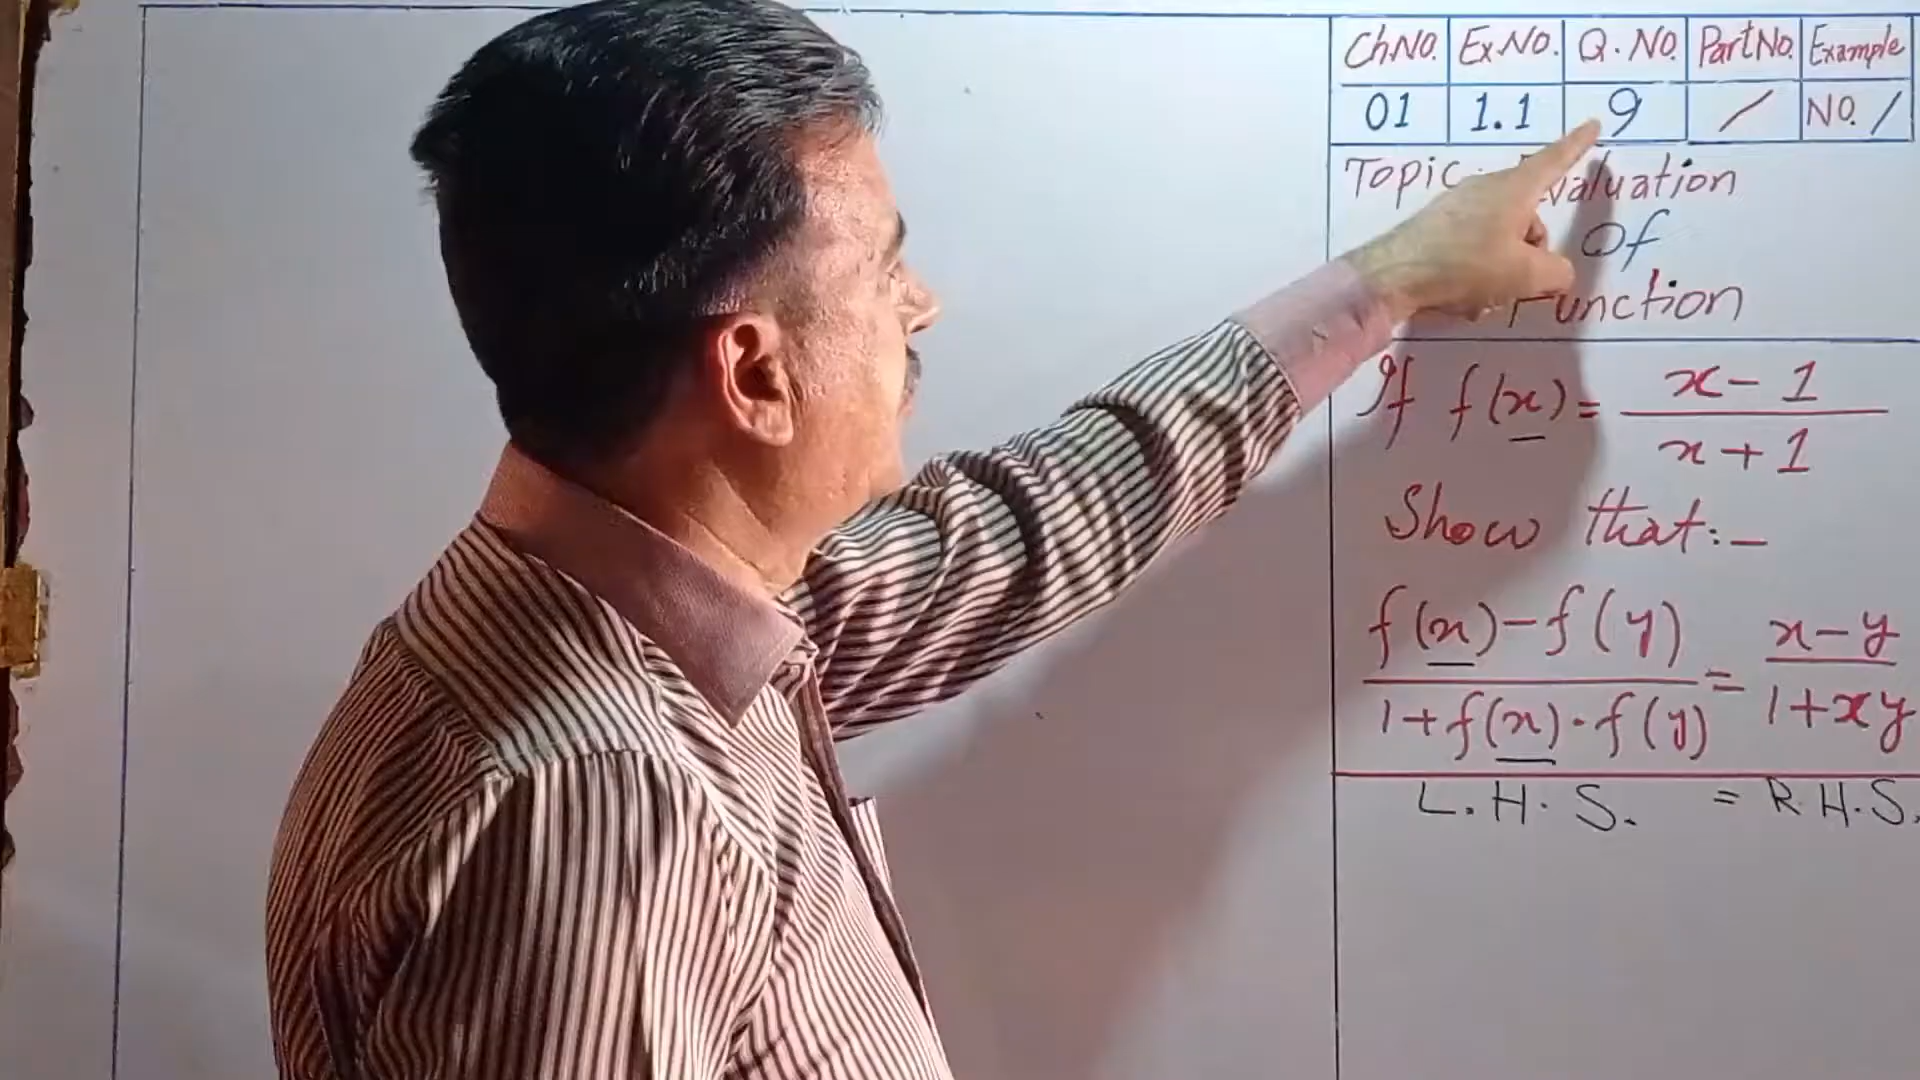 Ch.NO. Ex.NO. Q.NO. Part NO. Example
01 1.1 9 / NO. /
Topic:- Evaluation
Of
Function
If f(x) = x - 1
x + 1
Show that:-
f(x) - f(y) = x - y
1 + f(x) . f(y) 1 + xy
L.H.S. = R.H.S.